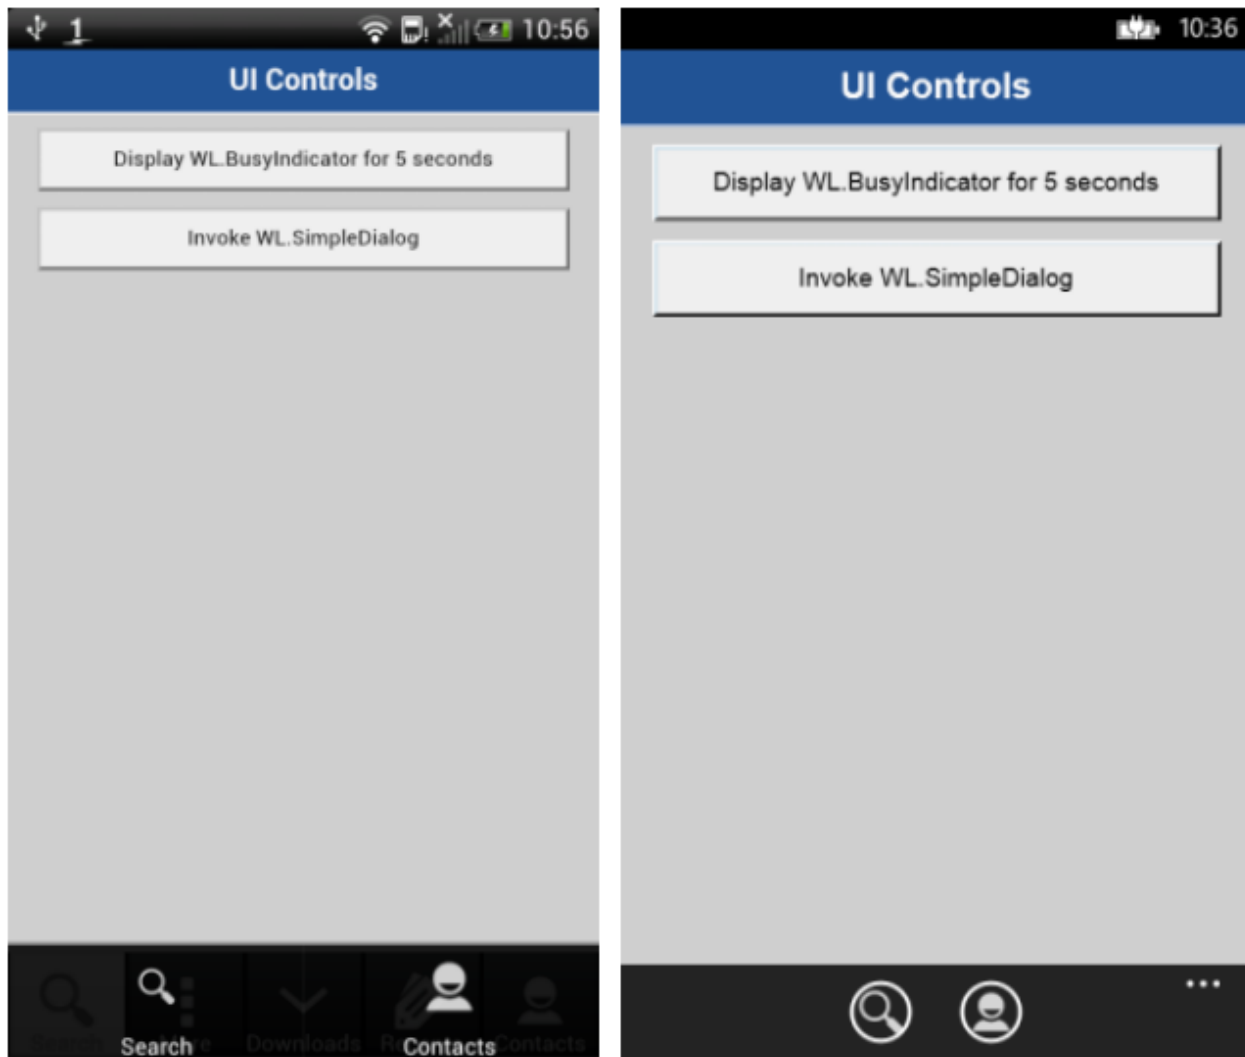 1 10:56
UI Controls
Display WL.BusyIndicator for 5 seconds
Invoke WL.SimpleDialog
Search Downloads Contacts Contacts
Search
10:36
UI Controls
Display WL.BusyIndicator for 5 seconds
Invoke WL.SimpleDialog